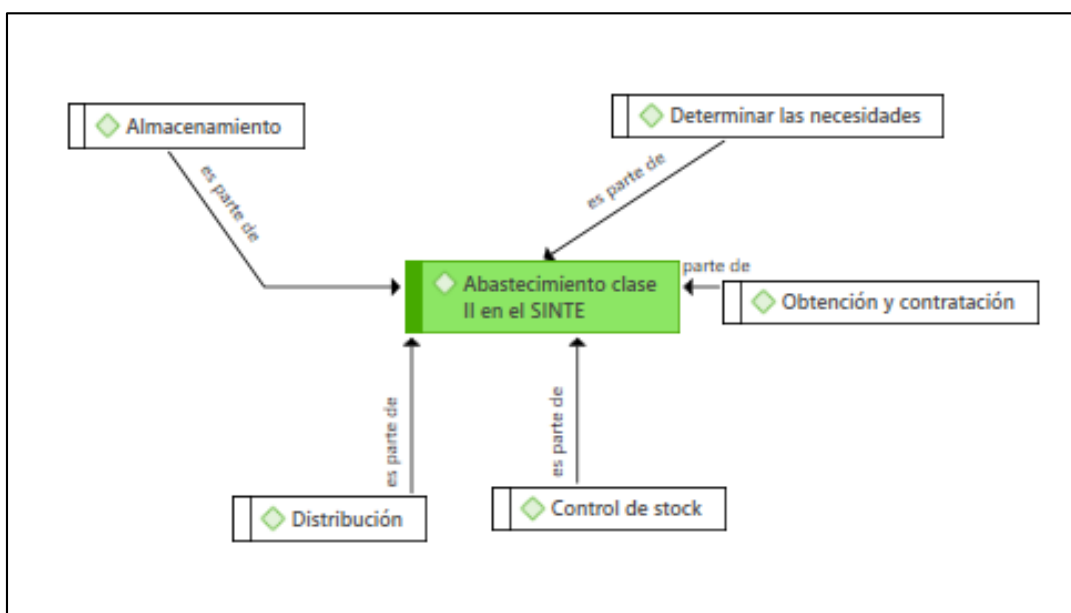 Almacenamiento
Determinar las necesidades
es parte de
es parte de
Abastecimiento clase
II en el SINTE
parte de
Obtención y contratación
es parte de
es parte de
Distribución
Control de stock